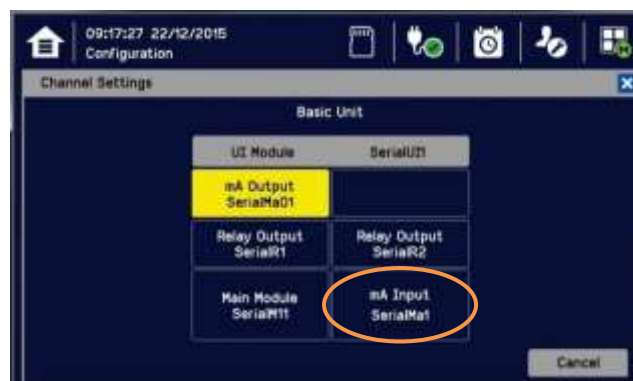 09:17:27 22/12/2015
Configuration
Channel Settings
Basic Unit
UI Module SerialUI1
mA Output
SerialMa01
Relay Output Relay Output
SerialR1 SerialR2
Main Module mA Input
SerialM11 SerialMa1
Cancel